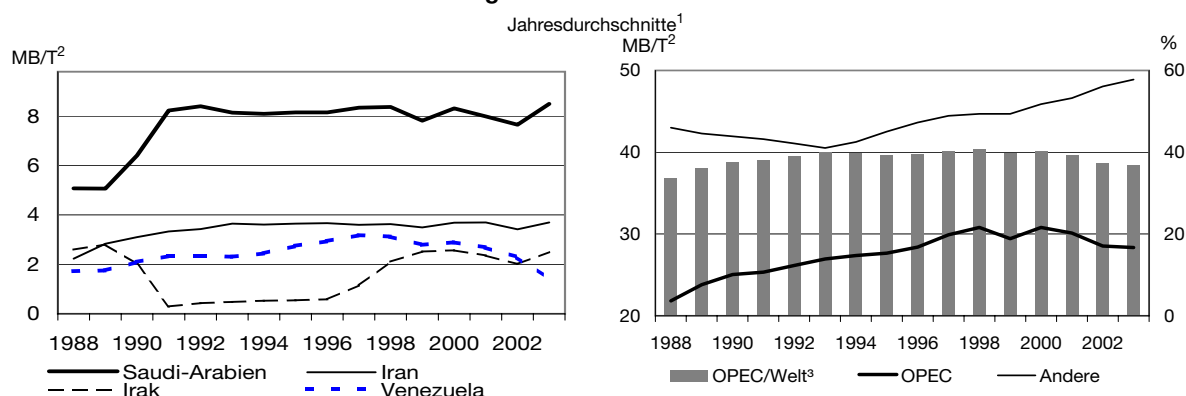 Jahresdurchschnitte¹
MB/T²
8
6
4
2
0
1988 1990 1992 1994 1996 1998 2000 2002
Saudi-Arabien Iran
Irak Venezuela
MB/T² %
50 60
40 40
30 20
20 0
1988 1990 1992 1994 1996 1998 2000 2002
OPEC/Welt³ OPEC Andere